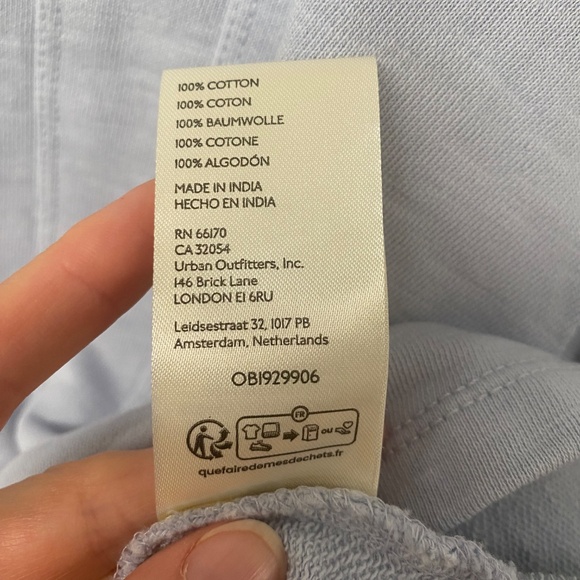 100% COTTON
100% COTON
100% BAUMWOLLE
100% COTONE
100% ALGODÓN
MADE IN INDIA
HECHO EN INDIA
RN 66170
CA 32054
Urban Outfitters, Inc.
146 Brick Lane
LONDON E1 6RU
Leidsestraat 32, 1017 PB
Amsterdam, Netherlands
OB1929906
FR
OU
quefairedemesdechets.fr